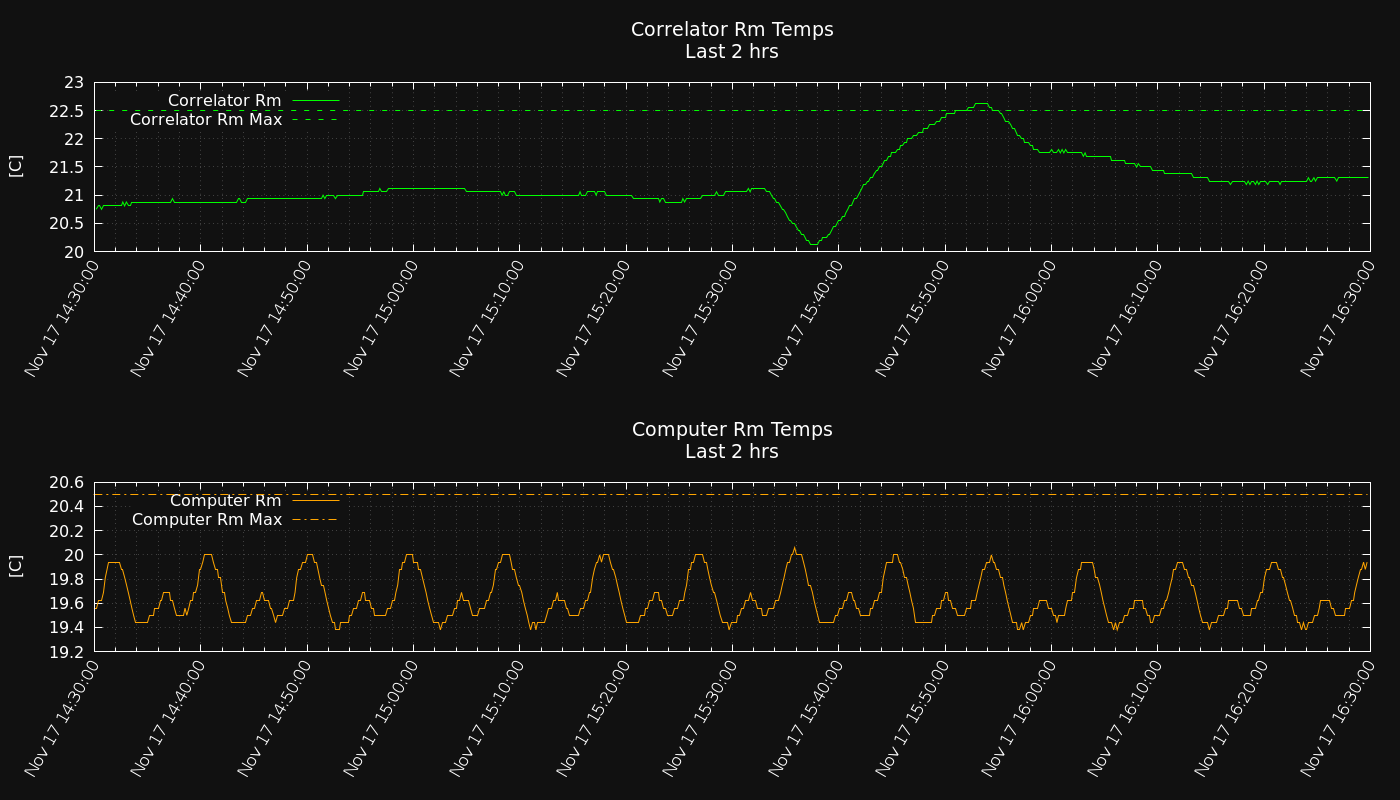 Correlator Rm Temps
Last 2 hrs
23
22.5
22
21.5
21
20.5
20
[C]
Correlator Rm
Correlator Rm Max
Nov 17 14:30:00
Nov 17 14:40:00
Nov 17 14:50:00
Nov 17 15:00:00
Nov 17 15:10:00
Nov 17 15:20:00
Nov 17 15:30:00
Nov 17 15:40:00
Nov 17 15:50:00
Nov 17 16:00:00
Nov 17 16:10:00
Nov 17 16:20:00
Nov 17 16:30:00
Computer Rm Temps
Last 2 hrs
20.6
20.4
20.2
20
19.8
19.6
19.4
19.2
[C]
Computer Rm
Computer Rm Max
Nov 17 14:30:00
Nov 17 14:40:00
Nov 17 14:50:00
Nov 17 15:00:00
Nov 17 15:10:00
Nov 17 15:20:00
Nov 17 15:30:00
Nov 17 15:40:00
Nov 17 15:50:00
Nov 17 16:00:00
Nov 17 16:10:00
Nov 17 16:20:00
Nov 17 16:30:00